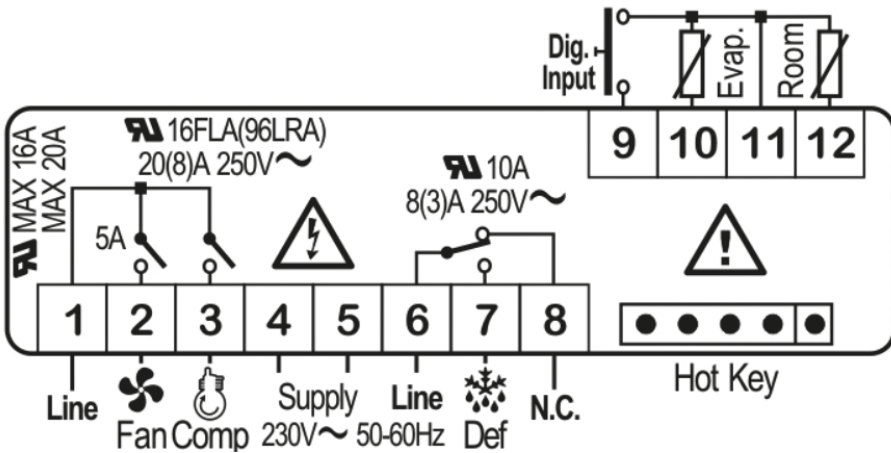 Dig.
Input
Evap.
Room
MAX 16A
MAX 20A
16FLA(96LRA)
20(8)A 250V~
10A
8(3)A 250V~
5A
9 10 11 12
1 2 3 4 5 6 7 8
Line
Fan
Comp
Supply
230V~ 50-60Hz
Line
Def
N.C.
Hot Key